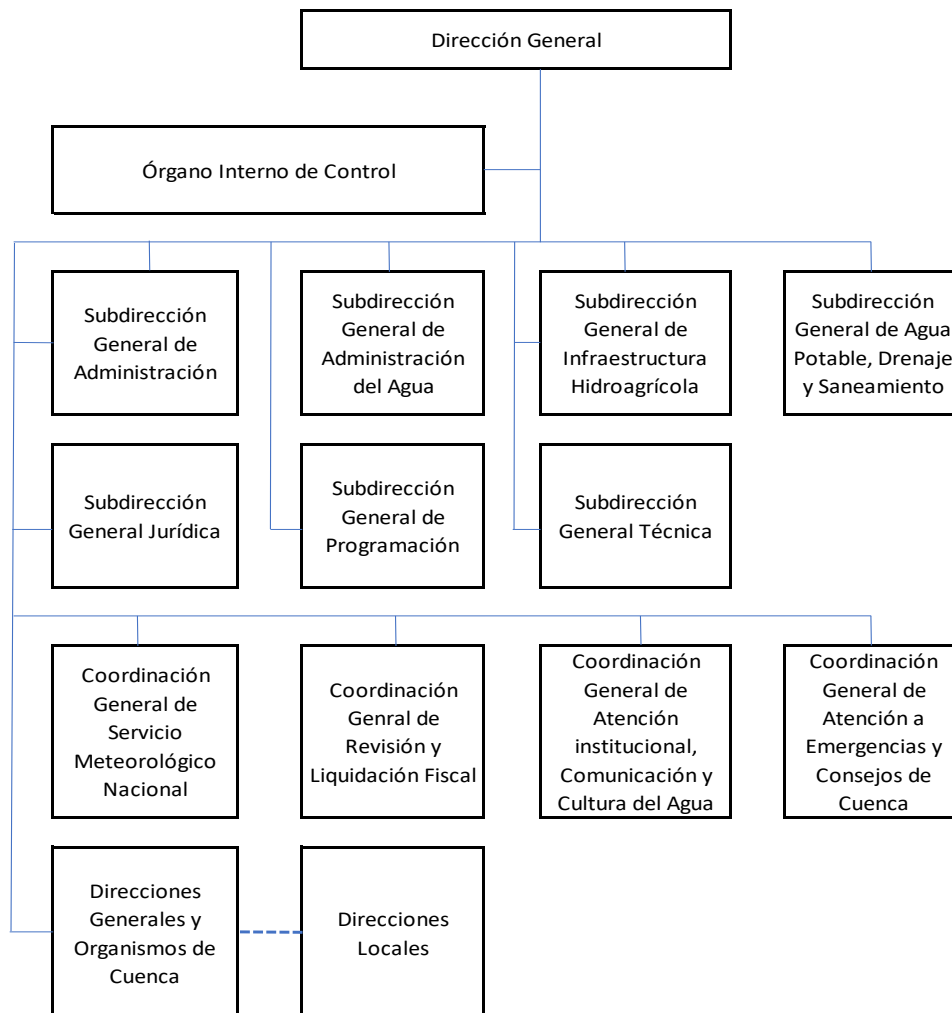 Dirección General
Órgano Interno de Control
Subdirección
General de
Administración
Subdirección
General de
Administración
del Agua
Subdirección
General de
Infraestructura
Hidroagrícola
Subdirección
General de Agua
Potable, Drenaje
y Saneamiento
Subdirección
General Jurídica
Subdirección
General de
Programación
Subdirección
General Técnica
Coordinación
General de
Servicio
Meteorológico
Nacional
Coordinación
Genral de
Revisión y
Liquidación Fiscal
Coordinación
General de
Atención
institucional,
Comunicación y
Cultura del Agua
Coordinación
General de
Atención a
Emergencias y
Consejos de
Cuenca
Direcciones
Generales y
Organismos de
Cuenca
Direcciones
Locales